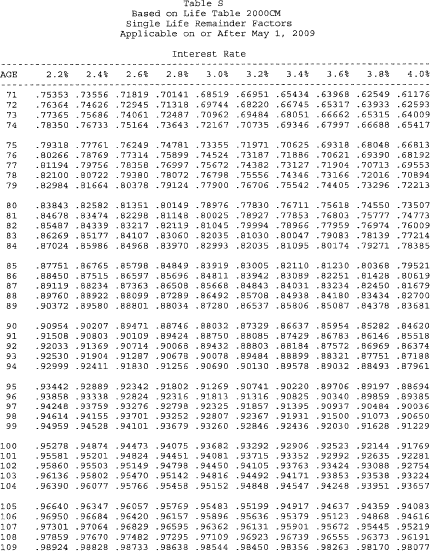 Table S
Based on Life Table 2000CM
Single Life Remainder Factors
Applicable on or After May 1, 2009
Interest Rate
AGE 2.2% 2.4% 2.6% 2.8% 3.0% 3.2% 3.4% 3.6% 3.8% 4.0%
71 .75353 .73556 .71819 .70141 .68519 .66951 .65434 .63968 .62549 .61176
72 .76364 .74626 .72945 .71318 .69744 .68220 .66745 .65317 .63933 .62593
73 .77365 .75686 .74061 .72487 .70962 .69484 .68051 .66662 .65315 .64009
74 .78350 .76733 .75164 .73643 .72167 .70735 .69346 .67997 .66688 .65417
75 .79318 .77761 .76249 .74781 .73355 .71971 .70625 .69318 .68048 .66813
76 .80266 .78769 .77314 .75899 .74524 .73187 .71886 .70621 .69390 .68192
77 .81194 .79756 .78358 .76997 .75672 .74382 .73127 .71904 .70713 .69553
78 .82100 .80722 .79380 .78072 .76798 .75556 .74346 .73166 .72016 .70894
79 .82984 .81664 .80378 .79124 .77900 .76706 .75542 .74405 .73296 .72213
80 .83843 .82582 .81351 .80149 .78976 .77830 .76711 .75618 .74550 .73507
81 .84678 .83474 .82298 .81148 .80025 .78927 .77853 .76803 .75777 .74773
82 .85487 .84339 .83217 .82119 .81045 .79994 .78966 .77959 .76974 .76009
83 .86269 .85177 .84107 .83060 .82035 .81030 .80047 .79083 .78139 .77214
84 .87024 .85986 .84968 .83970 .82993 .82035 .81095 .80174 .79271 .78385
85 .87751 .86765 .85798 .84849 .83919 .83005 .82110 .81230 .80368 .79521
86 .88450 .87515 .86597 .85696 .84811 .83942 .83089 .82251 .81428 .80619
87 .89119 .88234 .87363 .86508 .85668 .84843 .84031 .83234 .82450 .81679
88 .89760 .88922 .88099 .87289 .86492 .85708 .84938 .84180 .83434 .82700
89 .90372 .89580 .88801 .88034 .87280 .86537 .85806 .85087 .84378 .83681
90 .90954 .90207 .89471 .88746 .88032 .87329 .86637 .85954 .85282 .84620
91 .91508 .90803 .90109 .89424 .88750 .88085 .87429 .86783 .86146 .85518
92 .92033 .91369 .90714 .90068 .89432 .88803 .88184 .87572 .86969 .86374
93 .92530 .91904 .91287 .90678 .90078 .89484 .88899 .88321 .87751 .87188
94 .92999 .92411 .91830 .91256 .90690 .90130 .89578 .89032 .88493 .87961
95 .93442 .92889 .92342 .91802 .91269 .90741 .90220 .89706 .89197 .88694
96 .93858 .93338 .92824 .92316 .91813 .91316 .90825 .90340 .89859 .89385
97 .94248 .93759 .93276 .92798 .92325 .91857 .91395 .90937 .90484 .90036
98 .94614 .94155 .93701 .93252 .92807 .92367 .91931 .91500 .91073 .90650
99 .94959 .94528 .94101 .93679 .93260 .92846 .92436 .92030 .91628 .91229
100 .95278 .94874 .94473 .94075 .93682 .93292 .92906 .92523 .92144 .91769
101 .95581 .95201 .94824 .94451 .94081 .93715 .93352 .92992 .92635 .92281
102 .95860 .95503 .95149 .94798 .94450 .94105 .93763 .93424 .93088 .92754
103 .96136 .95802 .95470 .95142 .94816 .94492 .94171 .93853 .93538 .93224
104 .96390 .96077 .95766 .95458 .95152 .94848 .94547 .94248 .93951 .93657
105 .96640 .96347 .96057 .95769 .95483 .95199 .94917 .94637 .94359 .94083
106 .96950 .96684 .96420 .96157 .95896 .95636 .95379 .95123 .94868 .94616
107 .97301 .97064 .96829 .96595 .96362 .96131 .95901 .95672 .95445 .95219
108 .97859 .97670 .97482 .97295 .97109 .96923 .96739 .96555 .96373 .96191
109 .98924 .98828 .98733 .98638 .98544 .98450 .98356 .98263 .98170 .98077